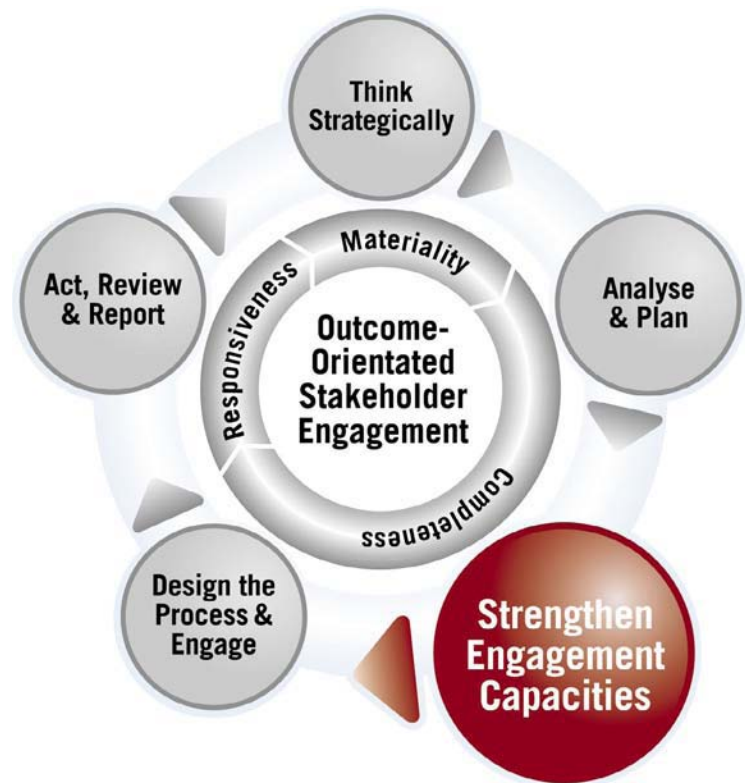 Think
Strategically
Analyse
& Plan
Strengthen
Engagement
Capacities
Design the
Process &
Engage
Act, Review
& Report
Materiality
Completeness
Responsiveness
Outcome-
Orientated
Stakeholder
Engagement